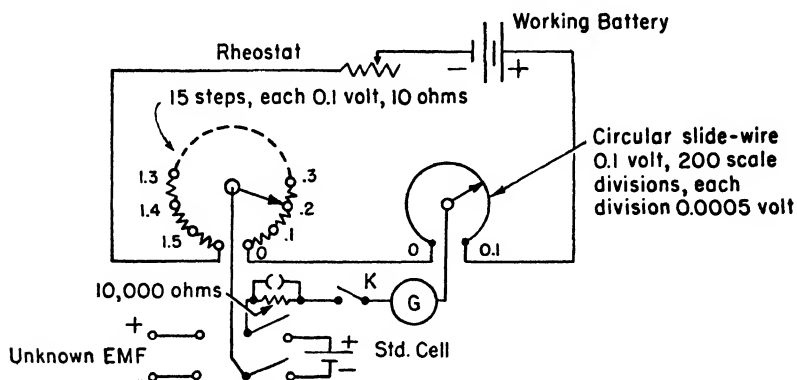 Working Battery
Rheostat
- +
15 steps, each 0.1 volt, 10 ohms
Circular slide-wire
0.1 volt, 200 scale
divisions, each
division 0.0005 volt
1.3
1.4
1.5
.3
.2
.1
0
0
0.1
10,000 ohms
K
G
+
Unknown EMF
+
Std. Cell
-